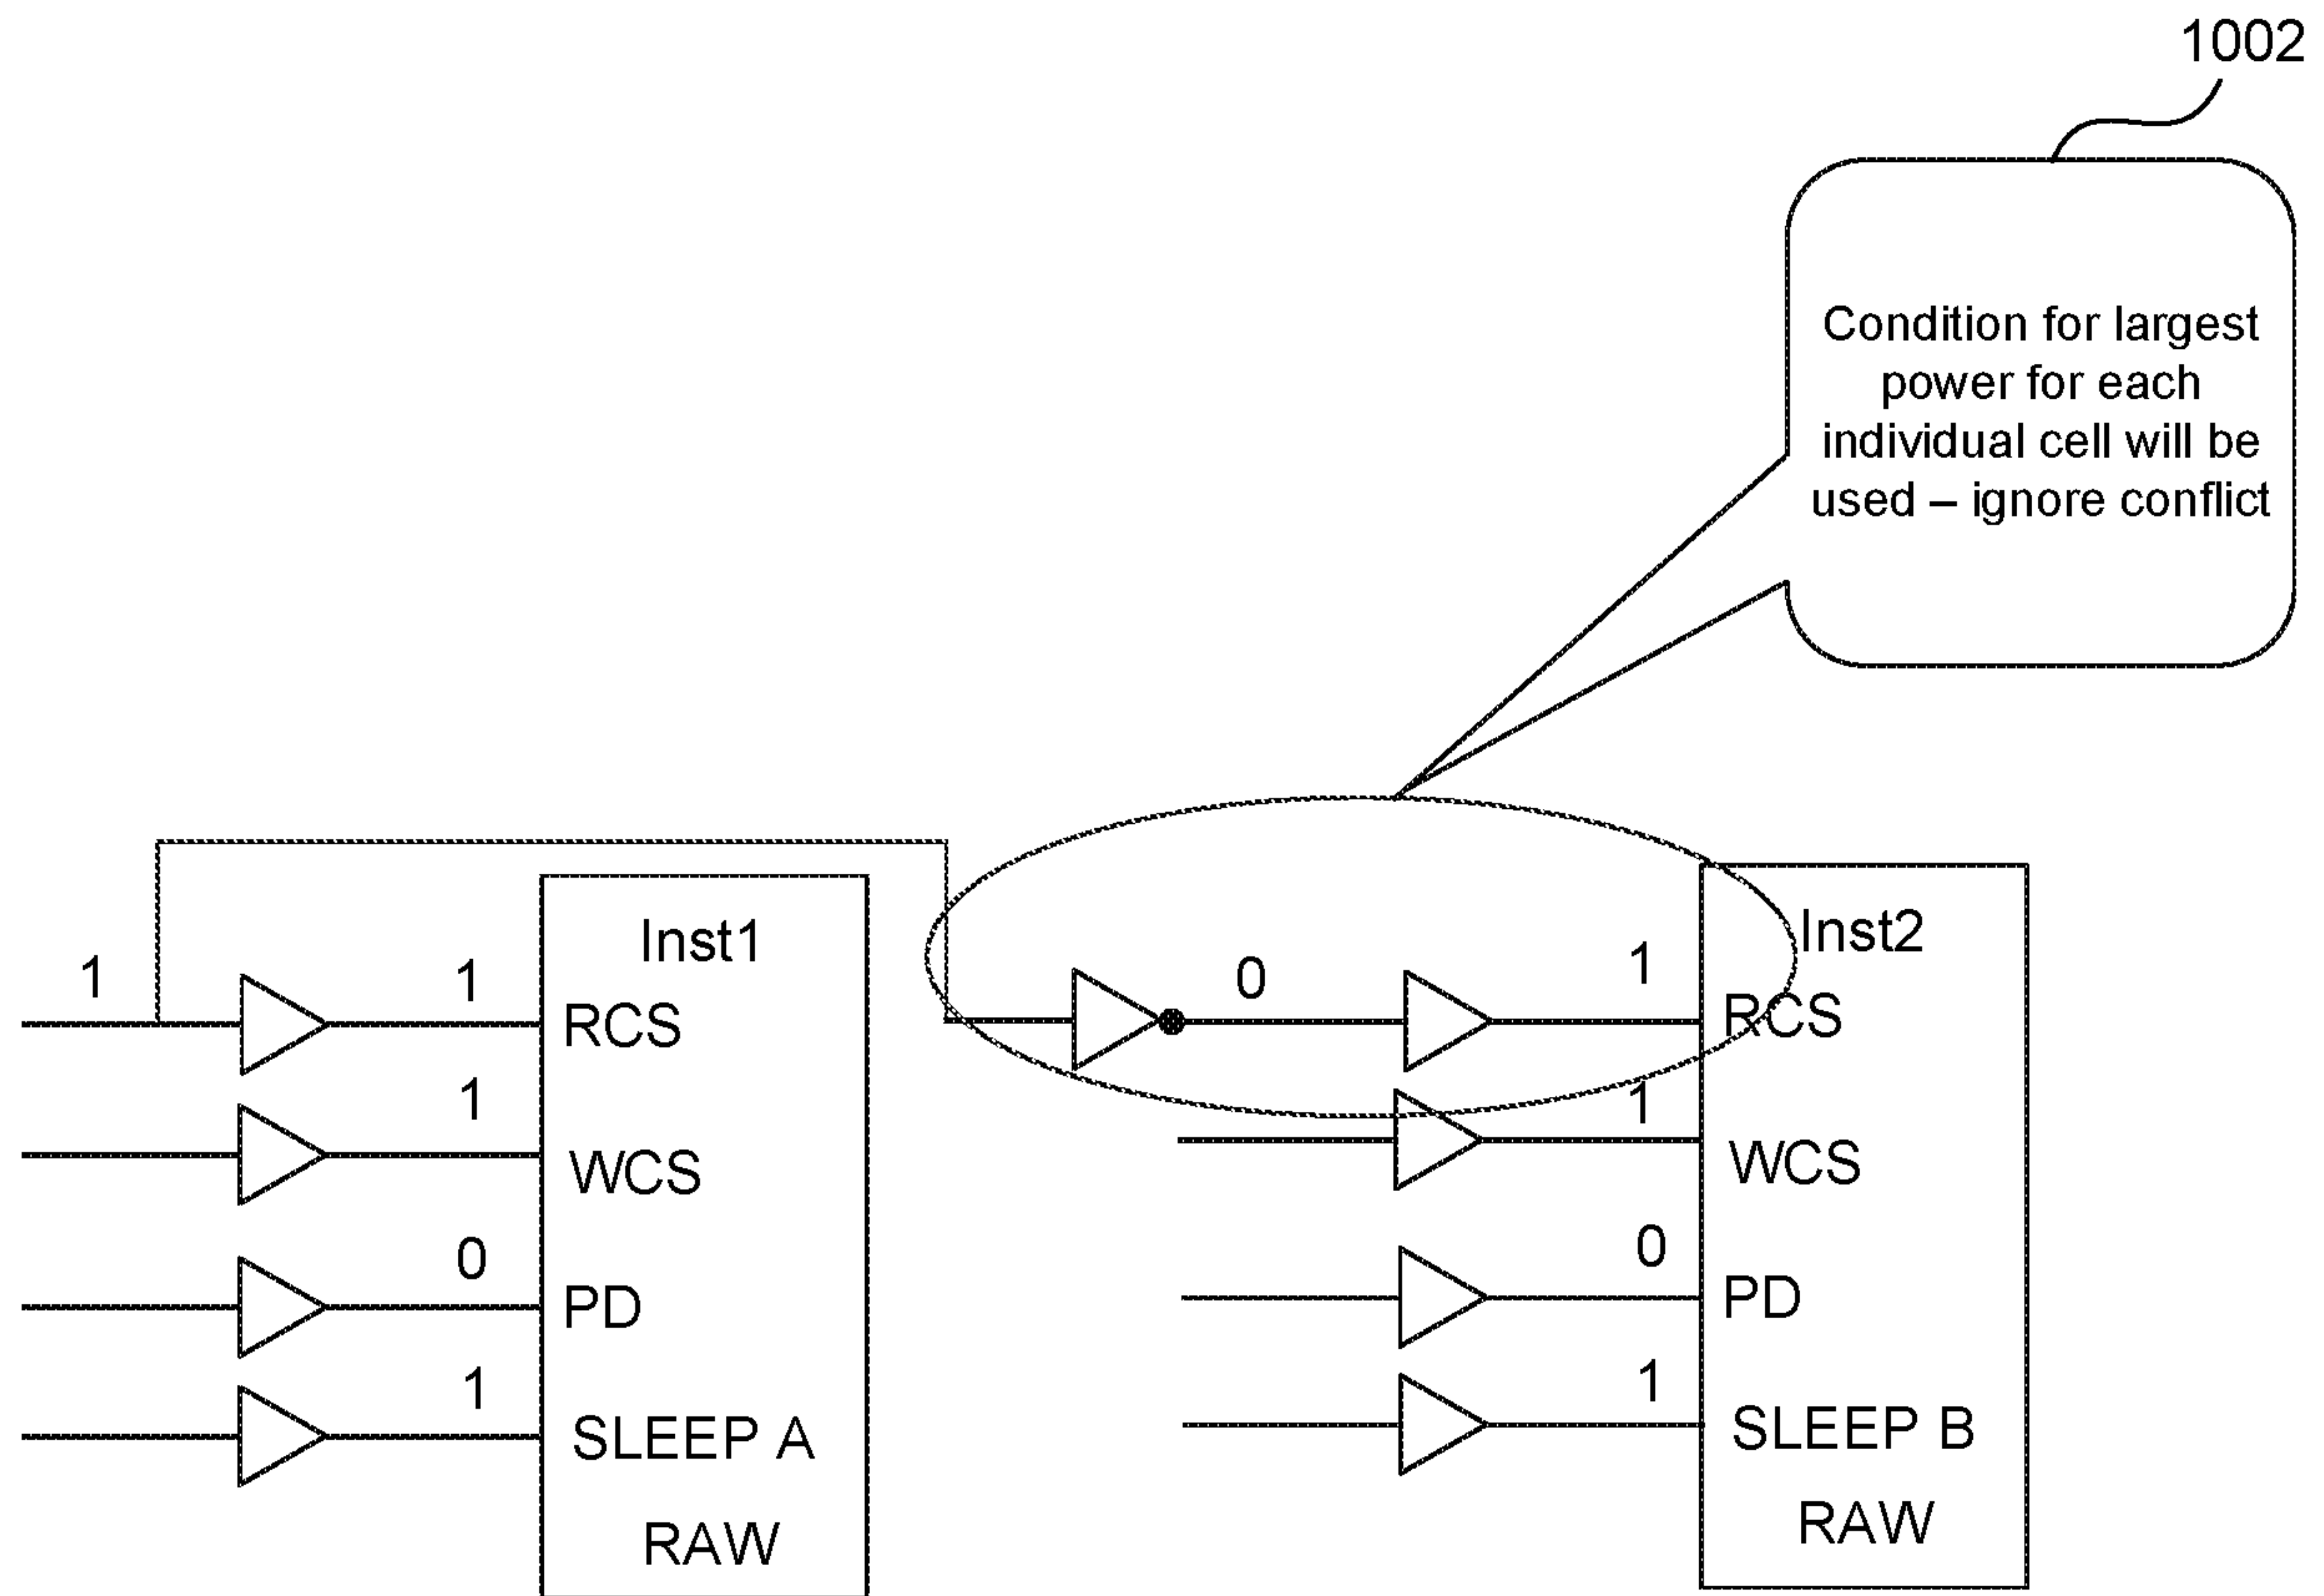 1002
Condition for largest
power for each
individual cell will be
used – ignore conflict
1
1
Inst1
RCS
1
WCS
0
PD
1
SLEEP A
RAW
0
1
Inst2
RCS
1
WCS
0
PD
1
SLEEP B
RAW